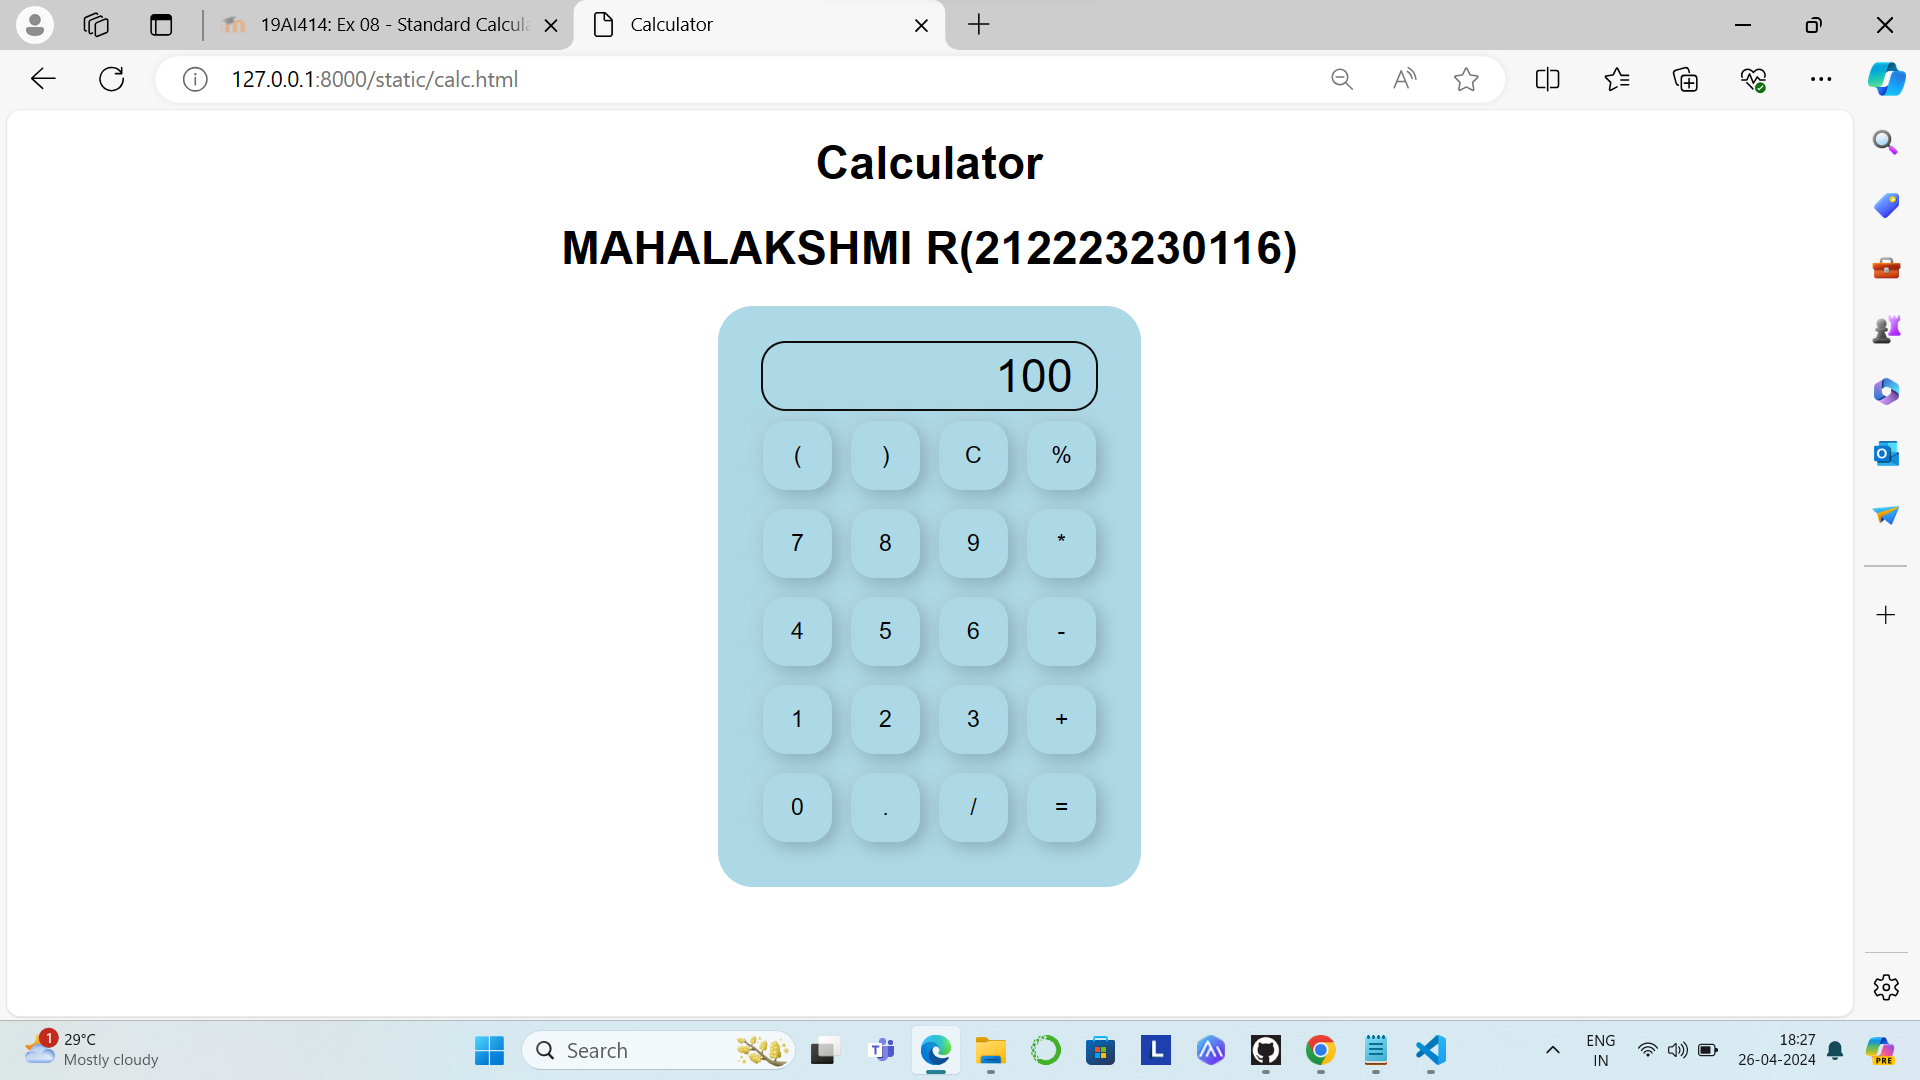 19AI414: Ex 08 - Standard Calcula
Calculator
127.0.0.1:8000/static/calc.html
Calculator
MAHALAKSHMI R(212223230116)
100
( ) C %
7 8 9 *
4 5 6 -
1 2 3 +
0 . / =
1
29°C
Mostly cloudy
Search
L
ENG
IN
18:27
26-04-2024
PRE